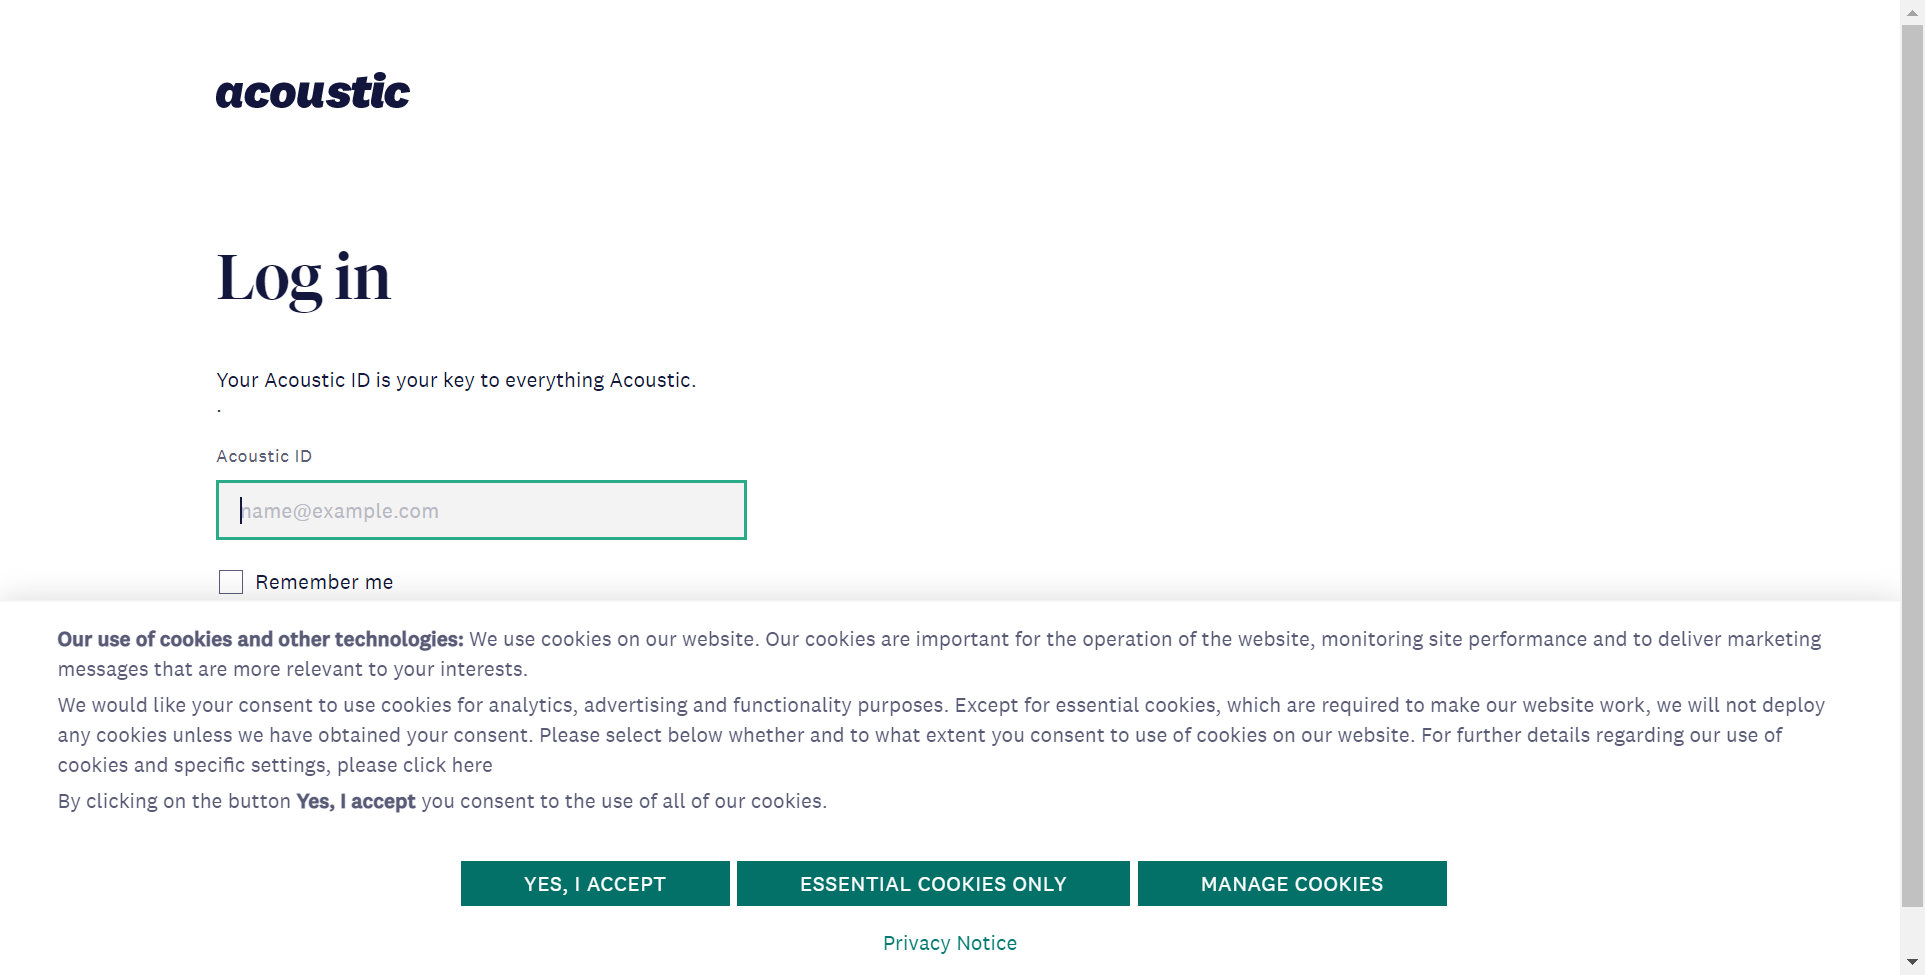 acoustic
Log in
Your Acoustic ID is your key to everything Acoustic.
.
Acoustic ID
name@example.com
Remember me
Our use of cookies and other technologies: We use cookies on our website. Our cookies are important for the operation of the website, monitoring site performance and to deliver marketing
messages that are more relevant to your interests.
We would like your consent to use cookies for analytics, advertising and functionality purposes. Except for essential cookies, which are required to make our website work, we will not deploy
any cookies unless we have obtained your consent. Please select below whether and to what extent you consent to use of cookies on our website. For further details regarding our use of
cookies and specific settings, please click here
By clicking on the button Yes, I accept you consent to the use of all of our cookies.
YES, I ACCEPT
ESSENTIAL COOKIES ONLY
MANAGE COOKIES
Privacy Notice